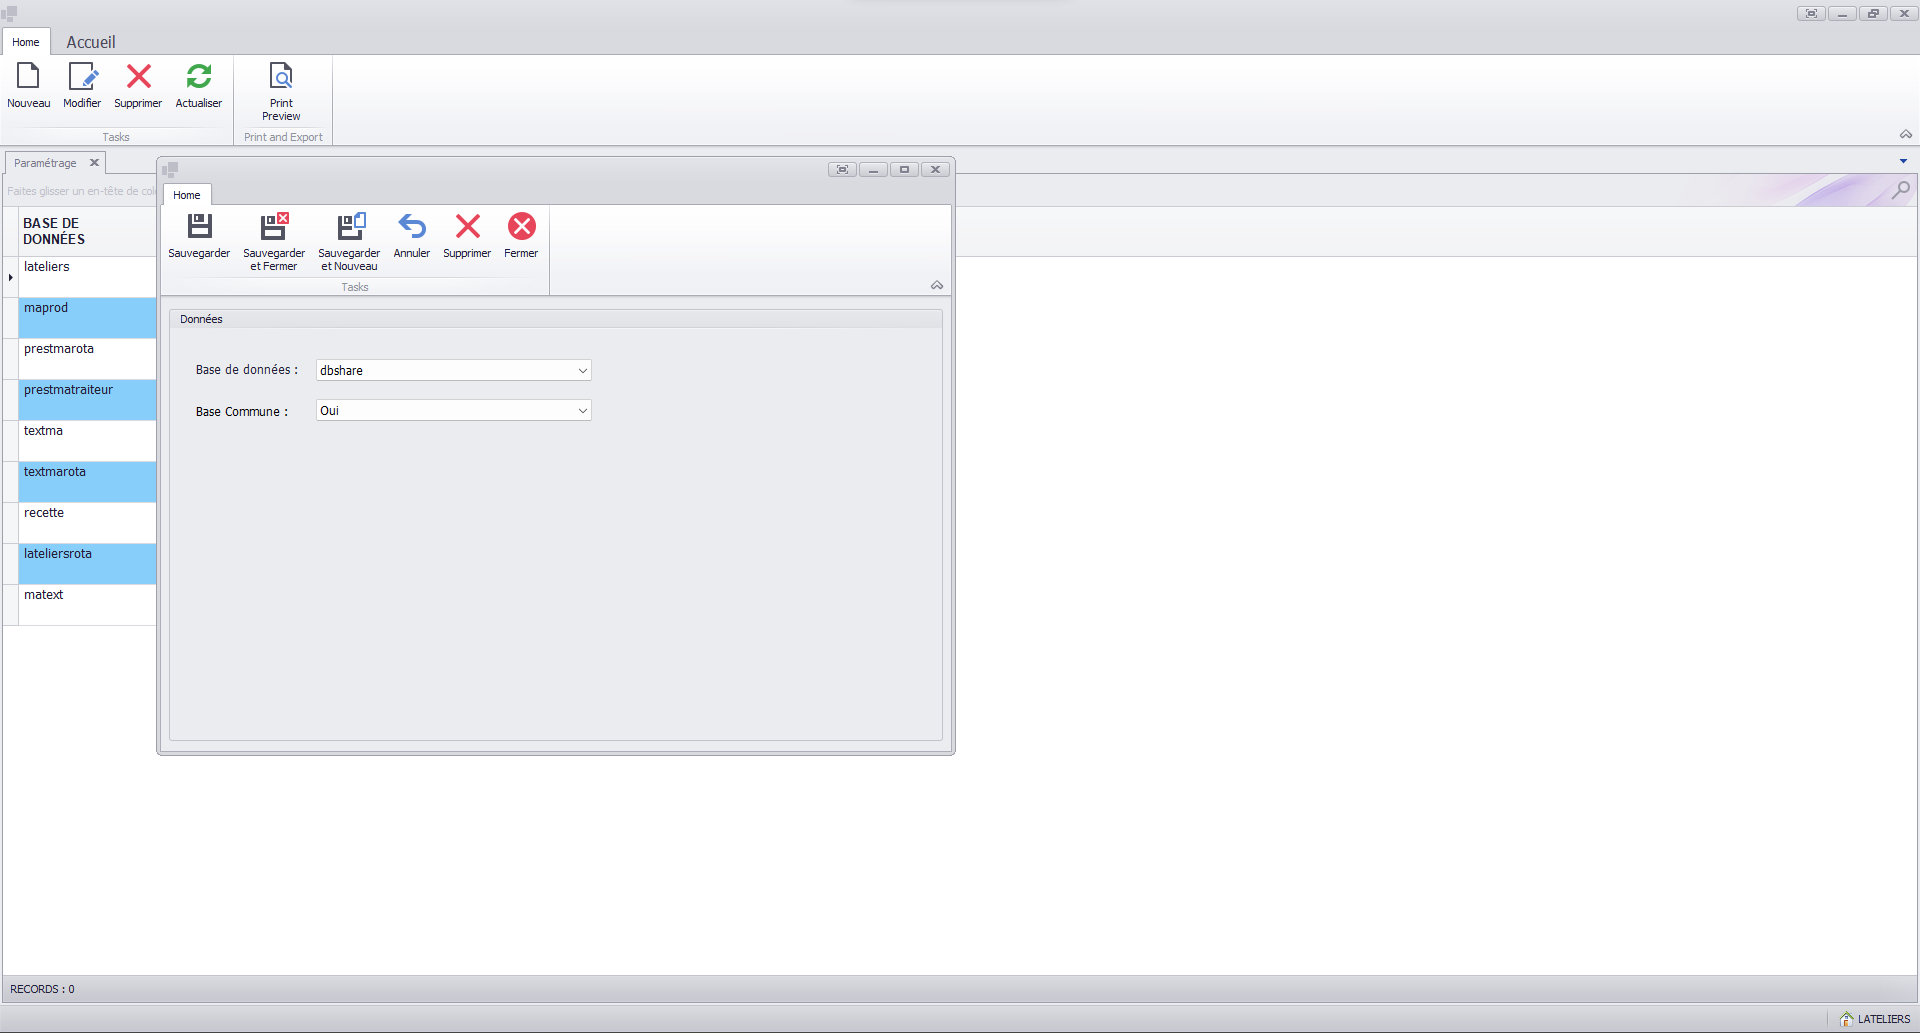 Home
Accueil
Nouveau
Modifier
Supprimer
Actualiser
Print
Preview
Tasks
Print and Export
Paramétrage
Faites glisser un en-tête de
BASE DE
DONNÉES
lateliers
maprod
prestmarota
prestmatraiteur
textma
textmarota
recette
lateliersrota
matext
Home
Sauvegarder
Sauvegarder
et Fermer
Sauvegarder
et Nouveau
Annuler
Supprimer
Fermer
Tasks
Données
Base de données :
dbshare
Base Commune :
Oui
RECORDS : 0
LATELIERS